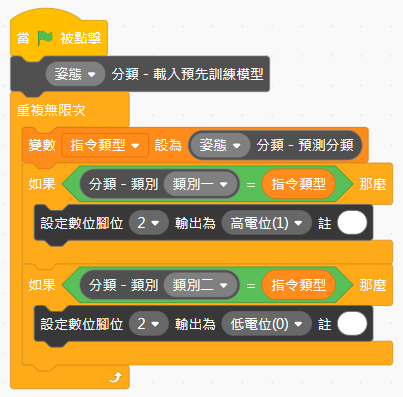 當 被點擊
姿態 分類 - 載入預先訓練模型
重複無限次
變數 指令類型 設為 姿態 分類 - 預測分類
如果 分類 - 類別 類別一 = 指令類型 那麼
設定數位腳位 2 輸出為 高電位(1) 註
如果 分類 - 類別 類別二 = 指令類型 那麼
設定數位腳位 2 輸出為 低電位(0) 註